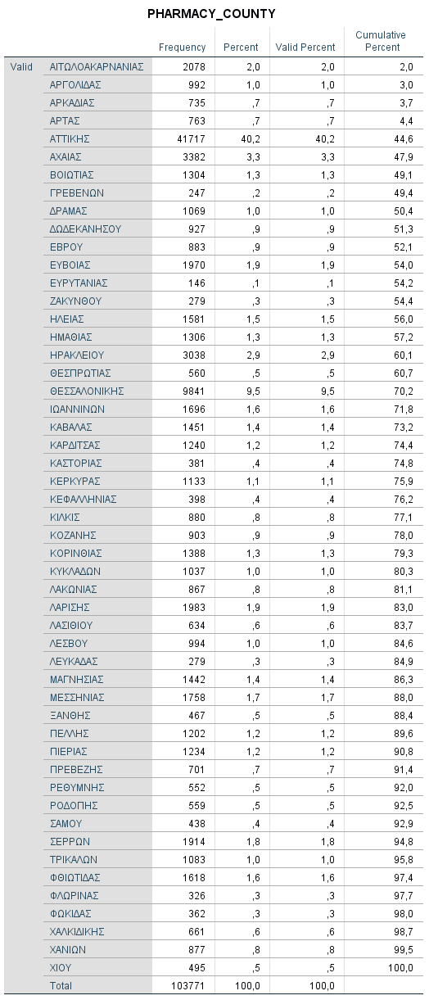 PHARMACY_COUNTY
Frequency Percent Valid Percent Cumulative Percent
Valid ΑΙΤΩΛΟΑΚΑΡΝΑΝΙΑΣ 2078 2,0 2,0 2,0
ΑΡΓΟΛΙΔΑΣ 992 1,0 1,0 3,0
ΑΡΚΑΔΙΑΣ 735 ,7 ,7 3,7
ΑΡΤΑΣ 763 ,7 ,7 4,4
ΑΤΤΙΚΗΣ 41717 40,2 40,2 44,6
ΑΧΑΙΑΣ 3382 3,3 3,3 47,9
ΒΟΙΩΤΙΑΣ 1304 1,3 1,3 49,1
ΓΡΕΒΕΝΩΝ 247 ,2 ,2 49,4
ΔΡΑΜΑΣ 1069 1,0 1,0 50,4
ΔΩΔΕΚΑΝΗΣΟΥ 927 ,9 ,9 51,3
ΕΒΡΟΥ 883 ,9 ,9 52,1
ΕΥΒΟΙΑΣ 1970 1,9 1,9 54,0
ΕΥΡΥΤΑΝΙΑΣ 146 ,1 ,1 54,2
ΖΑΚΥΝΘΟΥ 279 ,3 ,3 54,4
ΗΛΕΙΑΣ 1581 1,5 1,5 56,0
ΗΜΑΘΙΑΣ 1306 1,3 1,3 57,2
ΗΡΑΚΛΕΙΟΥ 3038 2,9 2,9 60,1
ΘΕΣΠΡΩΤΙΑΣ 560 ,5 ,5 60,7
ΘΕΣΣΑΛΟΝΙΚΗΣ 9841 9,5 9,5 70,2
ΙΩΑΝΝΙΝΩΝ 1696 1,6 1,6 71,8
ΚΑΒΑΛΑΣ 1451 1,4 1,4 73,2
ΚΑΡΔΙΤΣΑΣ 1240 1,2 1,2 74,4
ΚΑΣΤΟΡΙΑΣ 381 ,4 ,4 74,8
ΚΕΡΚΥΡΑΣ 1133 1,1 1,1 75,9
ΚΕΦΑΛΛΗΝΙΑΣ 398 ,4 ,4 76,2
ΚΙΛΚΙΣ 880 ,8 ,8 77,1
ΚΟΖΑΝΗΣ 903 ,9 ,9 78,0
ΚΟΡΙΝΘΙΑΣ 1388 1,3 1,3 79,3
ΚΥΚΛΑΔΩΝ 1037 1,0 1,0 80,3
ΛΑΚΩΝΙΑΣ 867 ,8 ,8 81,1
ΛΑΡΙΣΗΣ 1983 1,9 1,9 83,0
ΛΑΣΙΘΙΟΥ 634 ,6 ,6 83,7
ΛΕΣΒΟΥ 994 1,0 1,0 84,6
ΛΕΥΚΑΔΑΣ 279 ,3 ,3 84,9
ΜΑΓΝΗΣΙΑΣ 1442 1,4 1,4 86,3
ΜΕΣΣΗΝΙΑΣ 1758 1,7 1,7 88,0
ΞΑΝΘΗΣ 467 ,5 ,5 88,4
ΠΕΛΛΗΣ 1202 1,2 1,2 89,6
ΠΙΕΡΙΑΣ 1234 1,2 1,2 90,8
ΠΡΕΒΕΖΗΣ 701 ,7 ,7 91,4
ΡΕΘΥΜΝΗΣ 552 ,5 ,5 92,0
ΡΟΔΟΠΗΣ 559 ,5 ,5 92,5
ΣΑΜΟΥ 438 ,4 ,4 92,9
ΣΕΡΡΩΝ 1914 1,8 1,8 94,8
ΤΡΙΚΑΛΩΝ 1083 1,0 1,0 95,8
ΦΘΙΩΤΙΔΑΣ 1618 1,6 1,6 97,4
ΦΛΩΡΙΝΑΣ 326 ,3 ,3 97,7
ΦΩΚΙΔΑΣ 362 ,3 ,3 98,0
ΧΑΛΚΙΔΙΚΗΣ 661 ,6 ,6 98,7
ΧΑΝΙΩΝ 877 ,8 ,8 99,5
ΧΙΟΥ 495 ,5 ,5 100,0
Total 103771 100,0 100,0